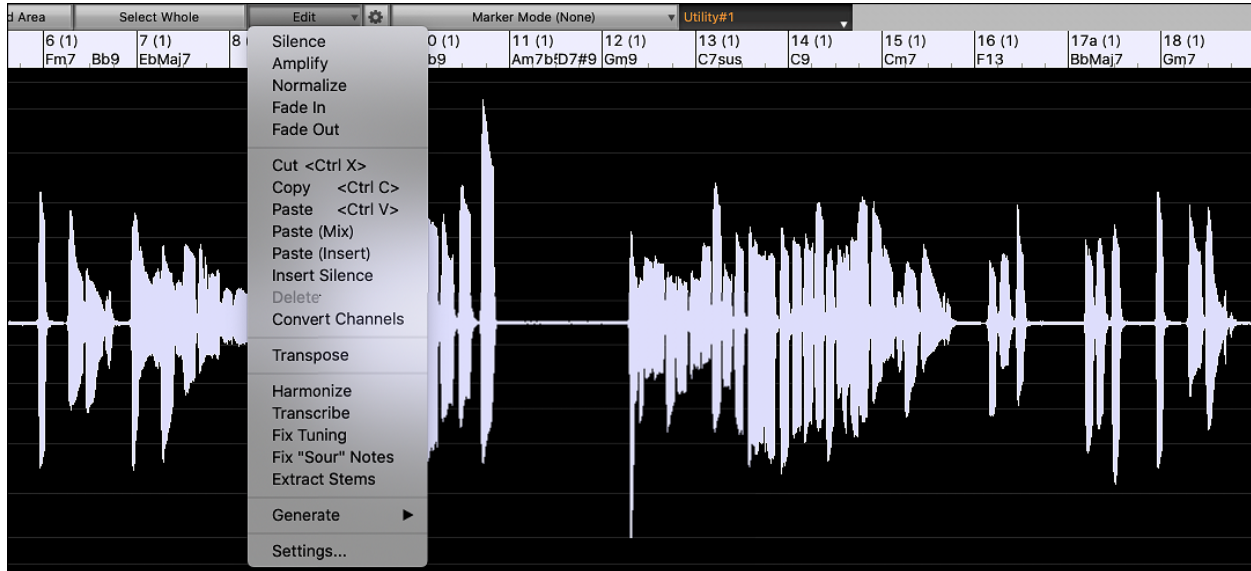 d Area Select Whole Edit Marker Mode (None) Utility#1
6 (1) 7 (1) 8 0 (1) 11 (1) 12 (1) 13 (1) 14 (1) 15 (1) 16 (1) 17a (1) 18 (1)
Fm7 Bb9 EbMaj7 b9 Am7b5 D7#9 Gm9 C7sus C9 Cm7 F13 BbMaj7 Gm7
Silence
Amplify
Normalize
Fade In
Fade Out
Cut <Ctrl X>
Copy <Ctrl C>
Paste <Ctrl V>
Paste (Mix)
Paste (Insert)
Insert Silence
Delete
Convert Channels
Transpose
Harmonize
Transcribe
Fix Tuning
Fix "Sour" Notes
Extract Stems
Generate
Settings...